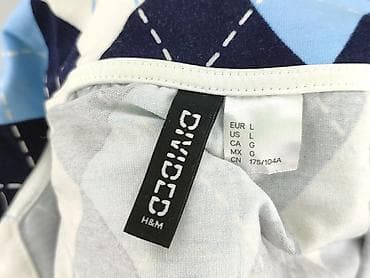 DIVIDED
H&M
EUR L
US L
CA G
MX G
CN 175/104A